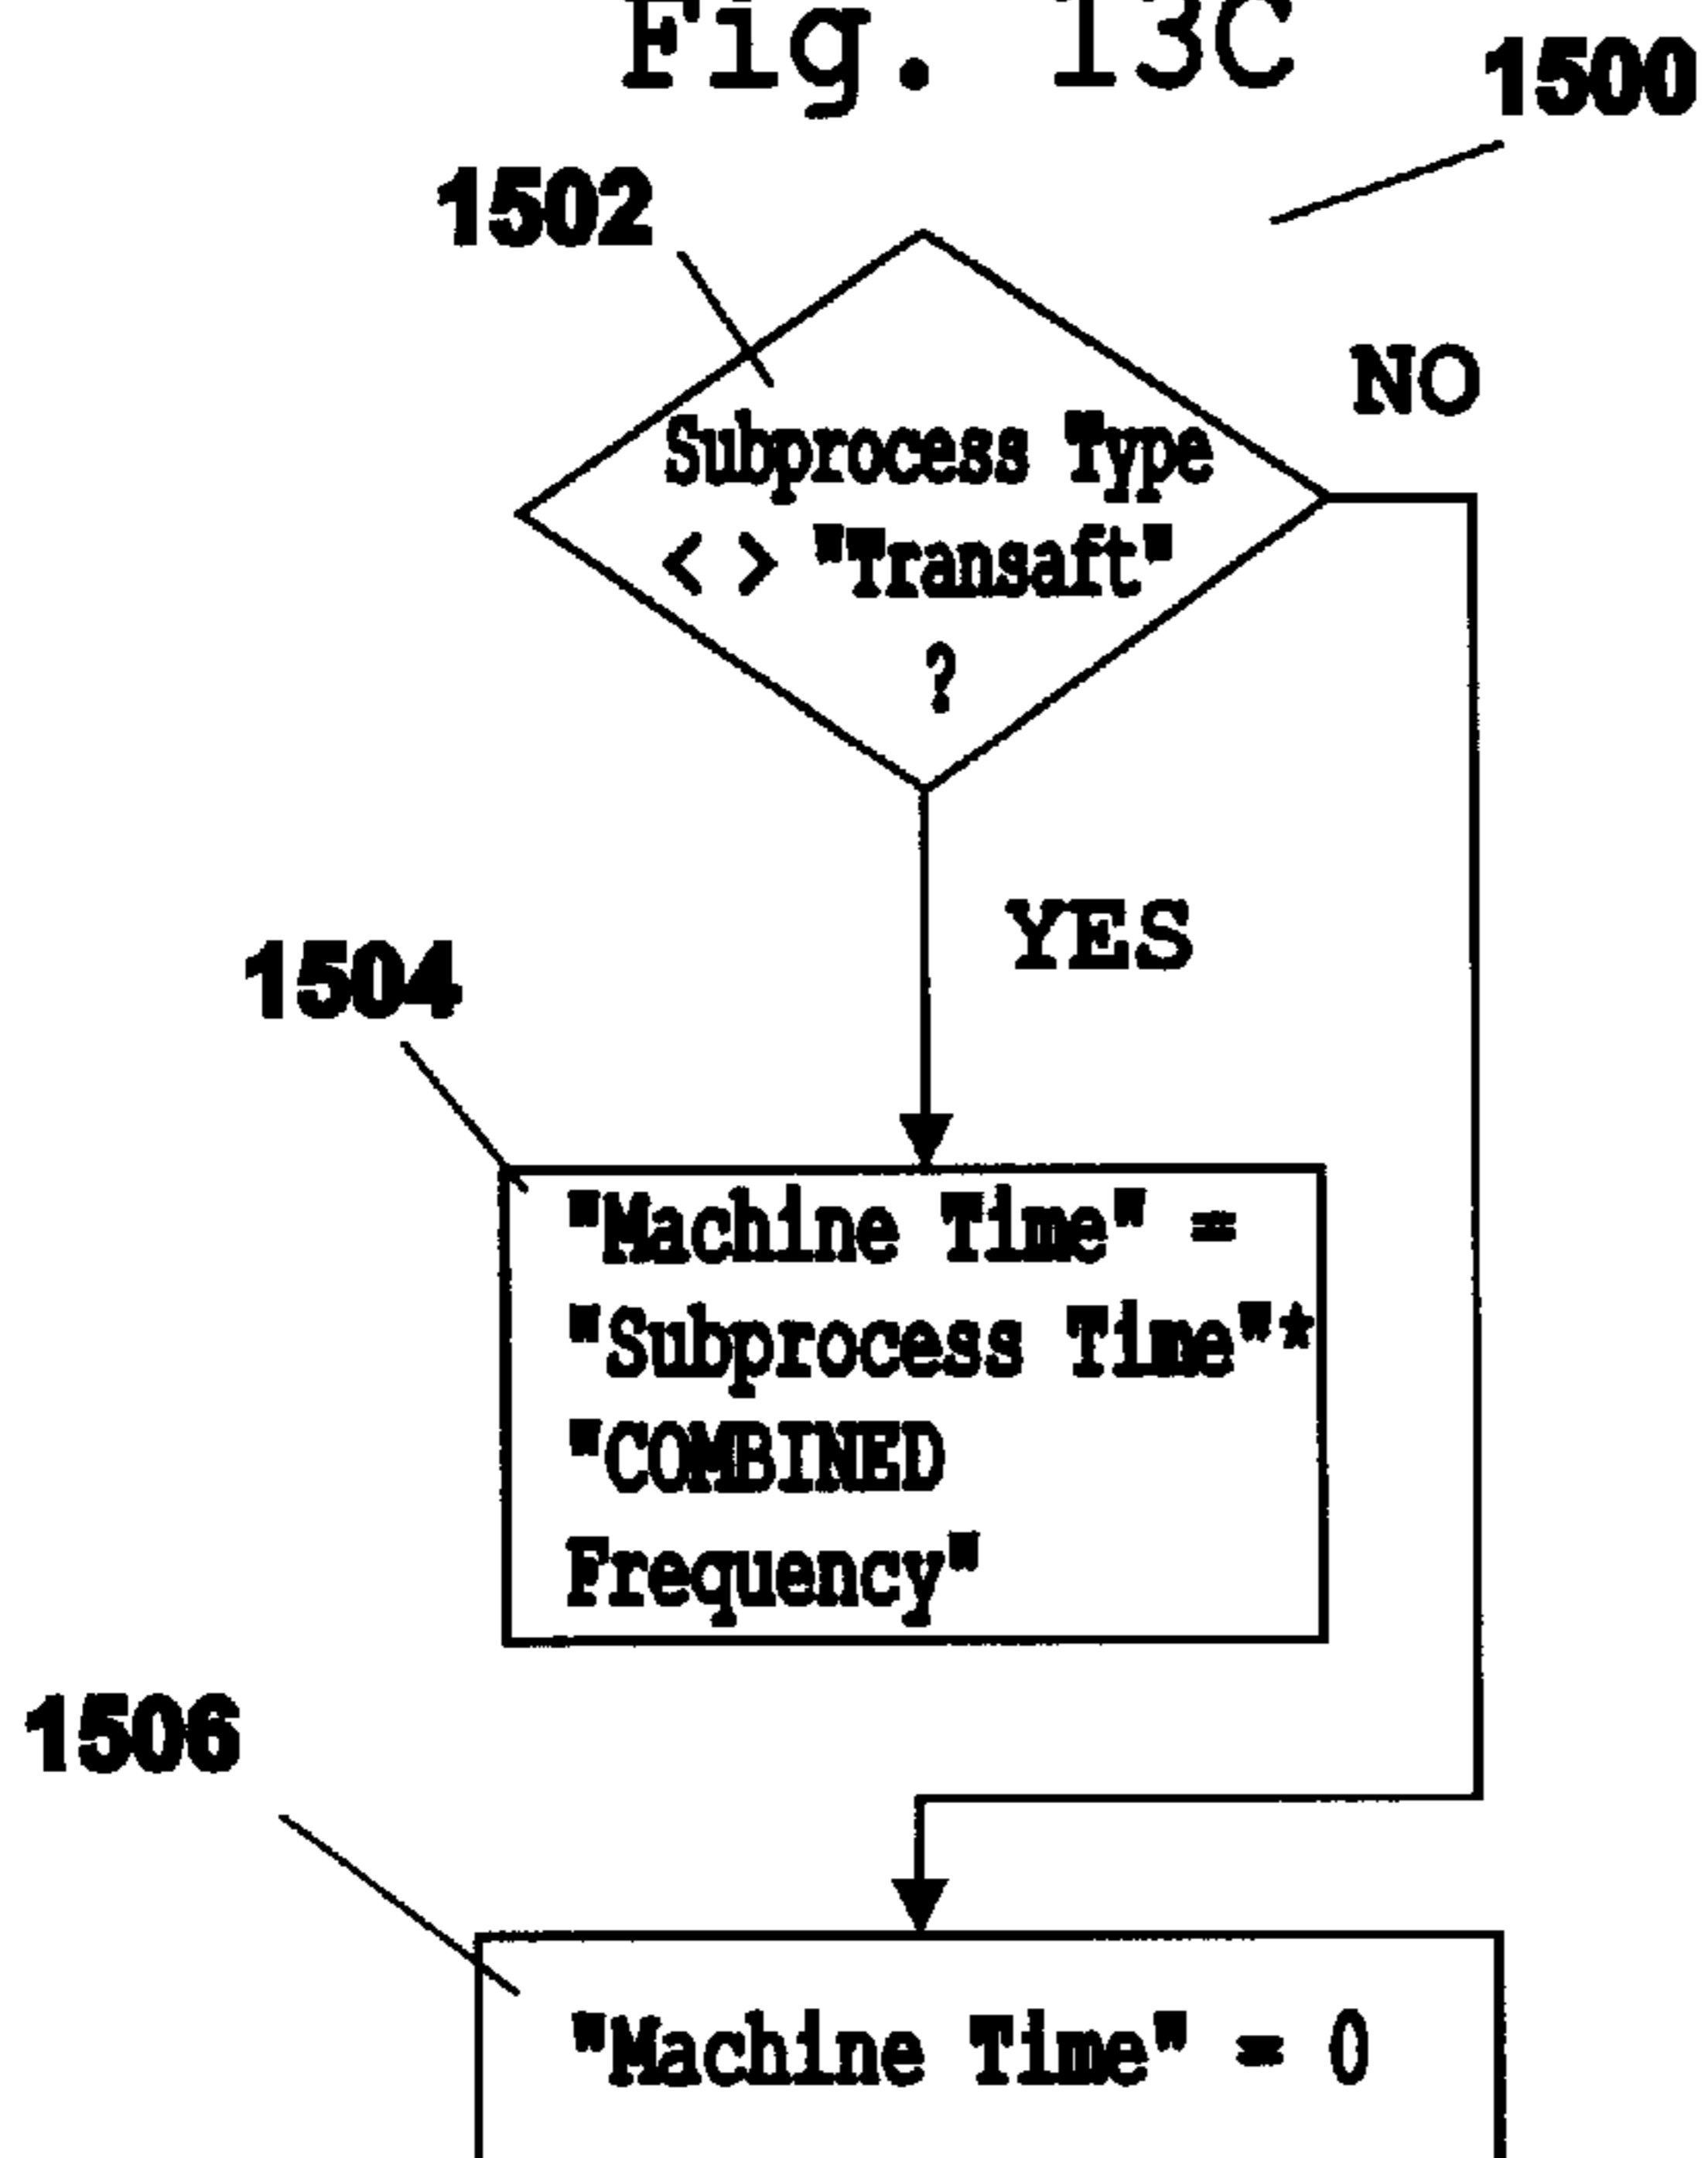 Fig. 13C
1500
1502
NO
Subprocess Type
< > "Transaft"
?
YES
1504
"Machine Time" =
"Subprocess Time"*
"COMBINED
Frequency"
1506
"Machine Time" = 0